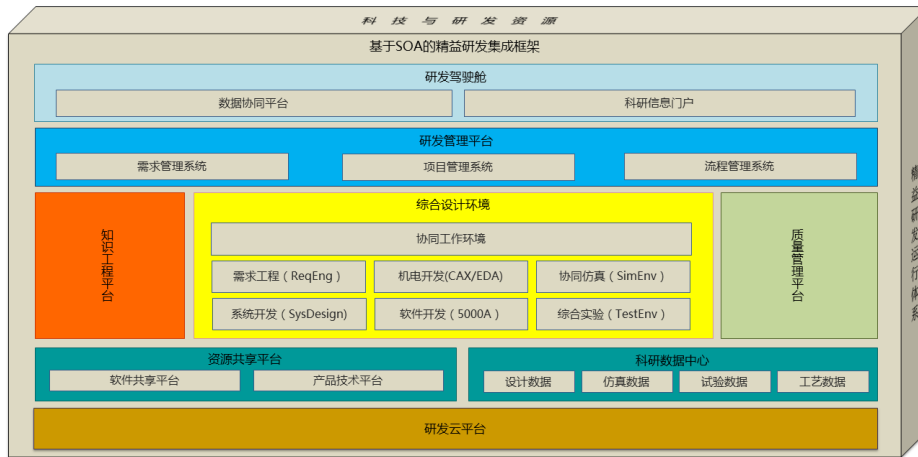 科技与研发资源
基于SOA的精益研发集成框架
研发驾驶舱
数据协同平台
科研信息门户
研发管理平台
需求管理系统
项目管理系统
流程管理系统
知识工程平台
综合设计环境
协同工作环境
需求工程（ReqEng）
机电开发(CAX/EDA)
协同仿真（SimEnv）
系统开发（SysDesign)
软件开发（5000A）
综合实验（TestEnv）
质量管理平台
资源共享平台
软件共享平台
产品技术平台
科研数据中心
设计数据
仿真数据
试验数据
工艺数据
研发云平台